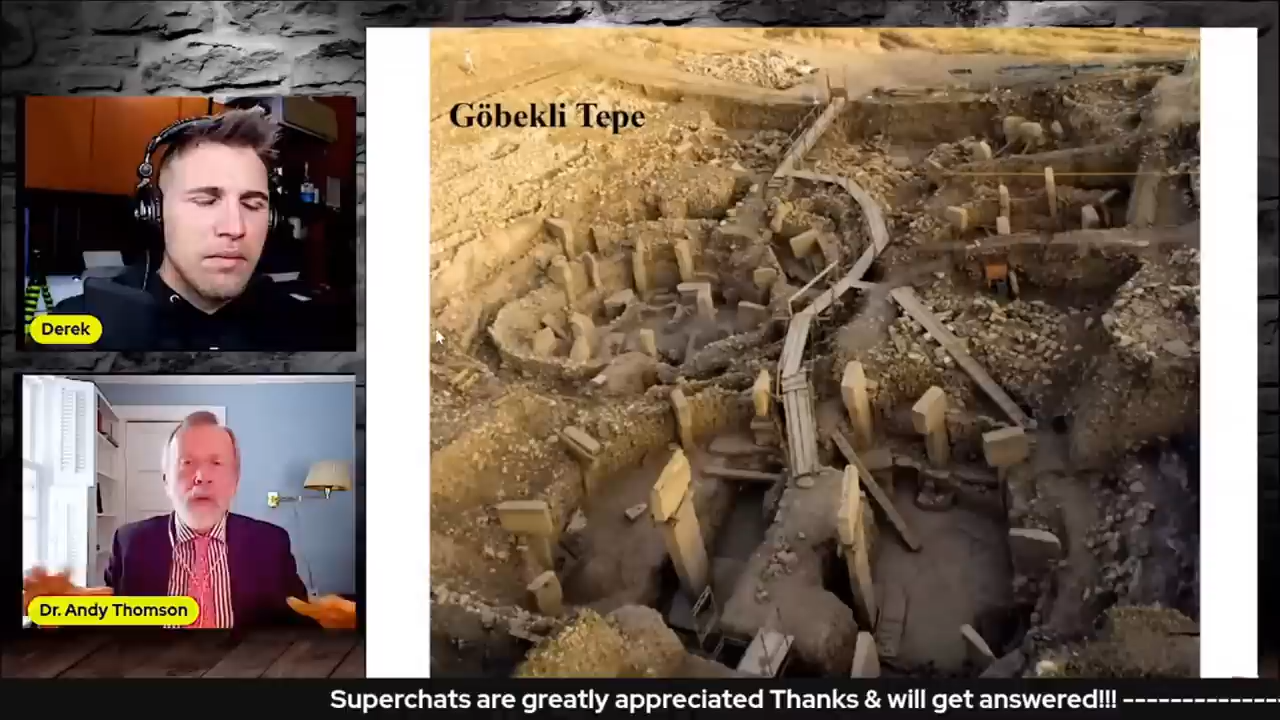 Göbekli Tepe
Derek
Dr. Andy Thomson
Superchats are greatly appreciated Thanks & will get answered!!! -------------